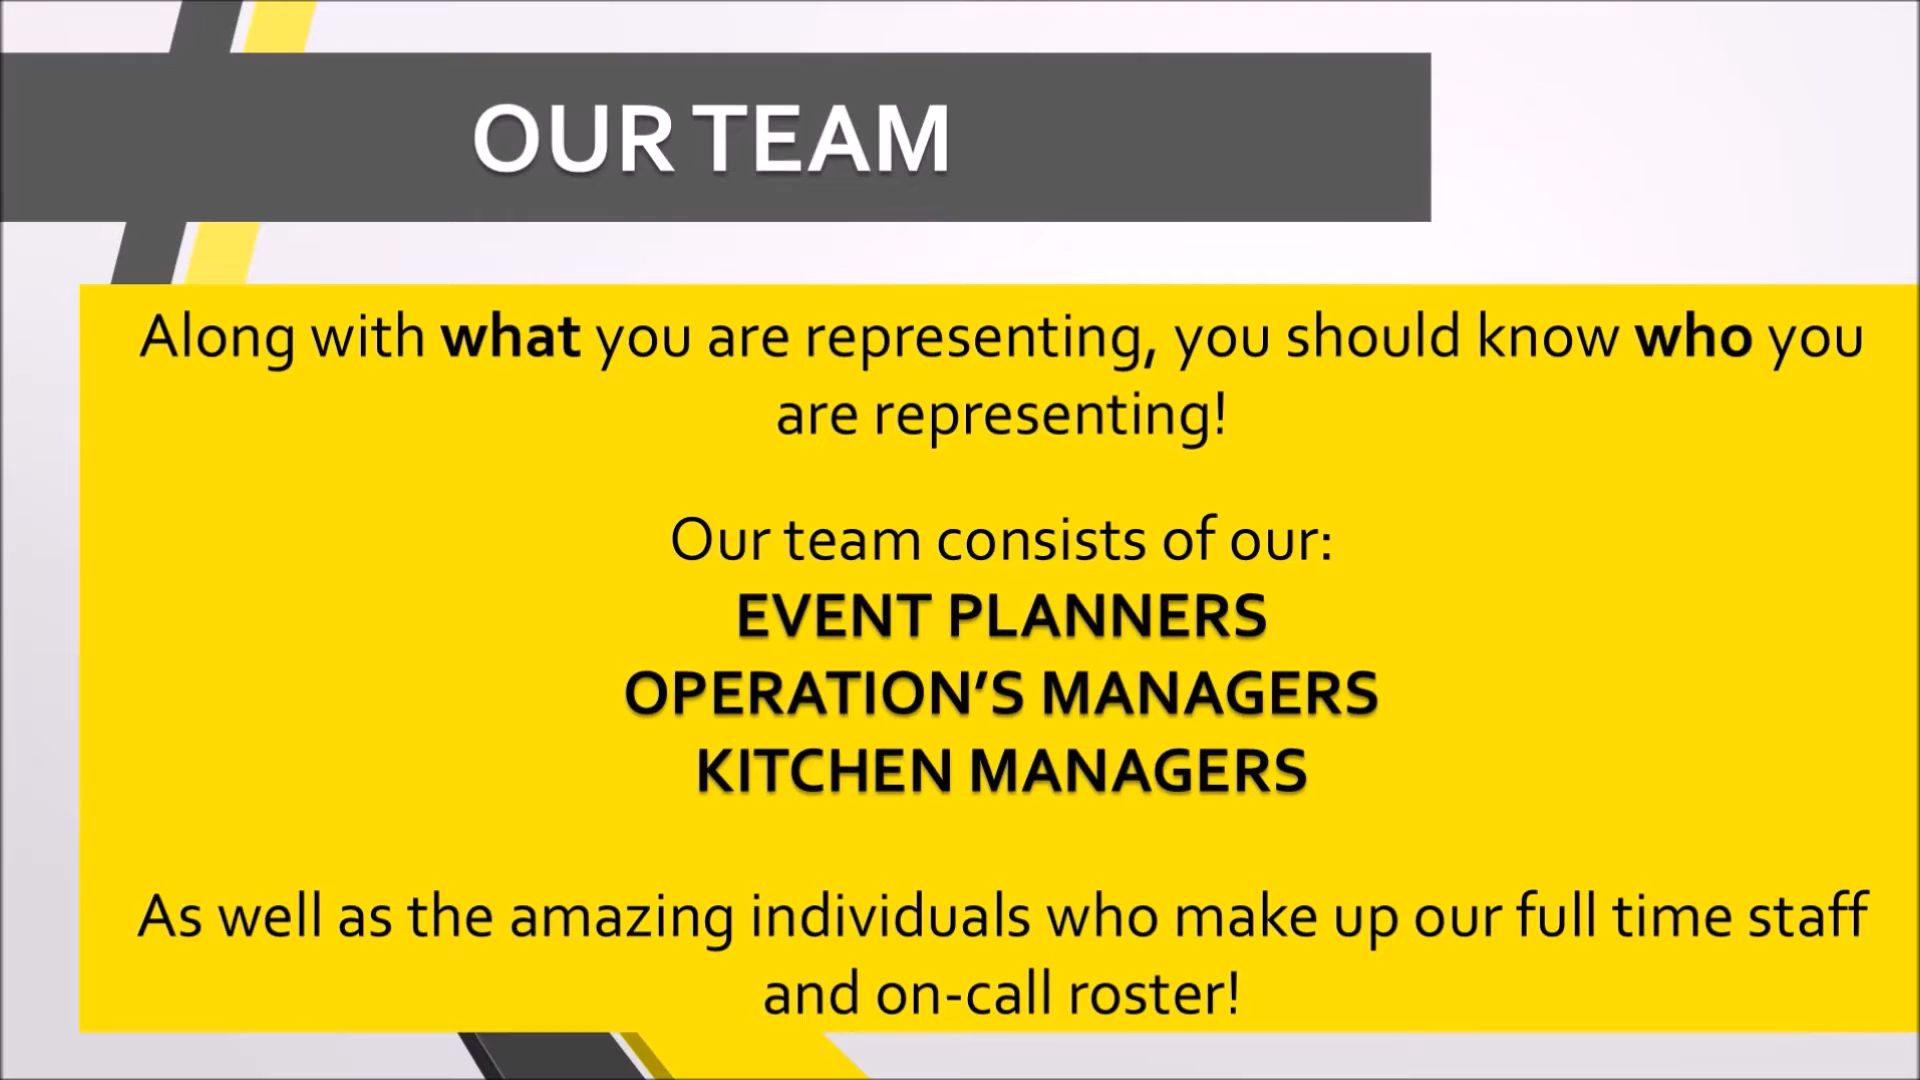 OUR TEAM
Along with what you are representing, you should know who you
are representing!
Our team consists of our:
EVENT PLANNERS
OPERATION’S MANAGERS
KITCHEN MANAGERS
As well as the amazing individuals who make up our full time staff
and on-call roster!